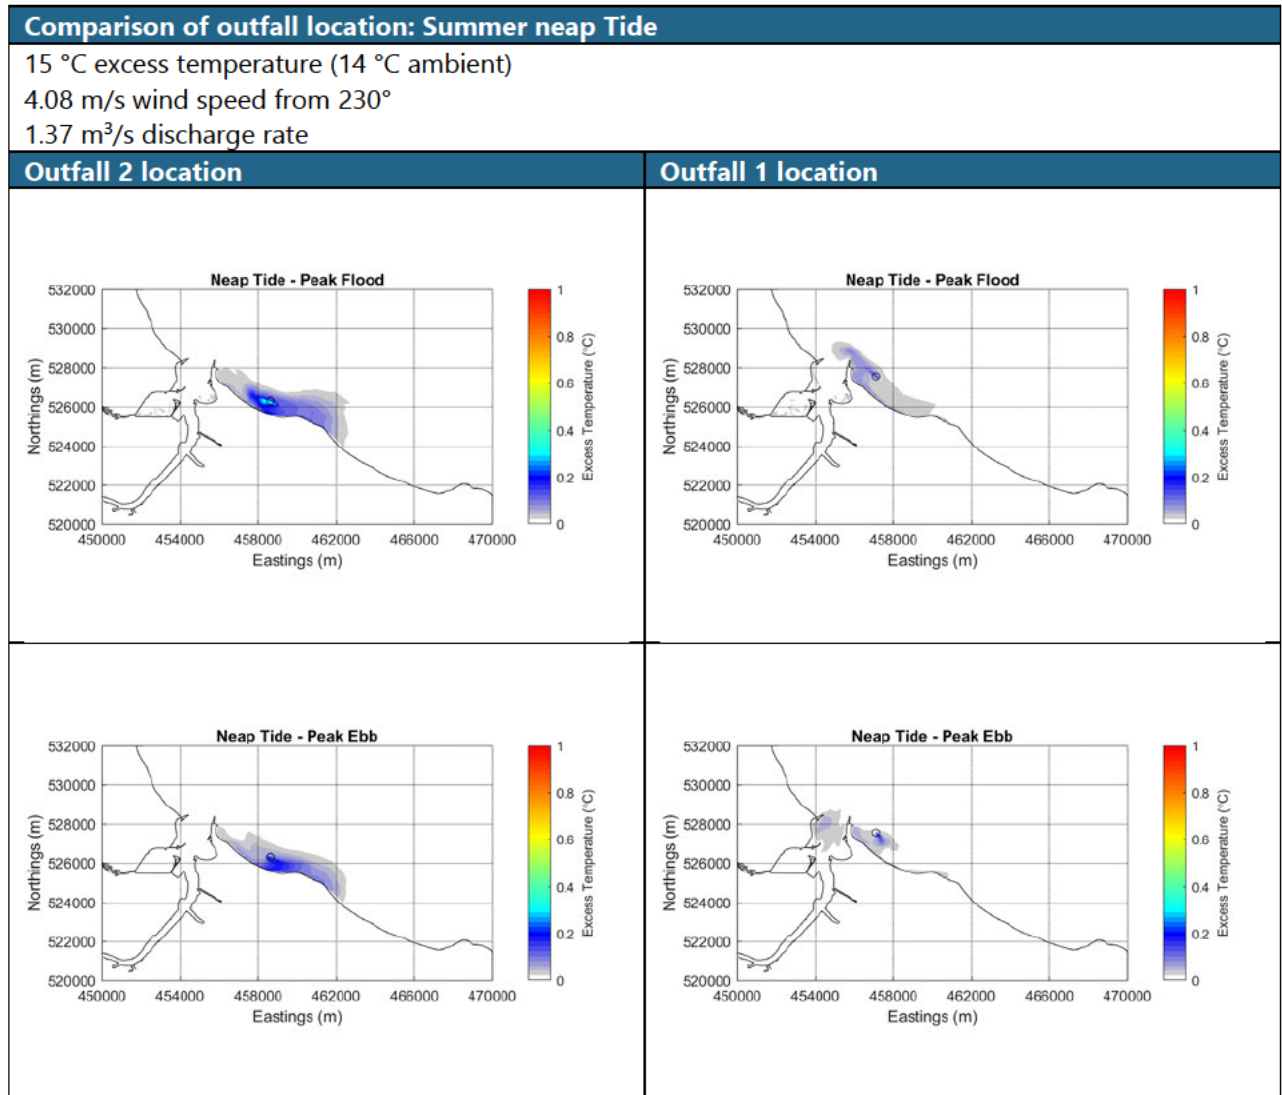 Comparison of outfall location: Summer neap Tide
15 °C excess temperature (14 °C ambient)
4.08 m/s wind speed from 230°
1.37 m³/s discharge rate
Outfall 2 location
Outfall 1 location
Neap Tide - Peak Flood
532000
530000
528000
526000
524000
522000
520000
Northings (m)
450000 454000 458000 462000 466000 470000
Eastings (m)
1
0.8
0.6
0.4
0.2
0
Excess Temperature (°C)
Neap Tide - Peak Flood
532000
530000
528000
526000
524000
522000
520000
Northings (m)
450000 454000 458000 462000 466000 470000
Eastings (m)
1
0.8
0.6
0.4
0.2
0
Excess Temperature (°C)
Neap Tide - Peak Ebb
532000
530000
528000
526000
524000
522000
520000
Northings (m)
450000 454000 458000 462000 466000 470000
Eastings (m)
1
0.8
0.6
0.4
0.2
0
Excess Temperature (°C)
Neap Tide - Peak Ebb
532000
530000
528000
526000
524000
522000
520000
Northings (m)
450000 454000 458000 462000 466000 470000
Eastings (m)
1
0.8
0.6
0.4
0.2
0
Excess Temperature (°C)